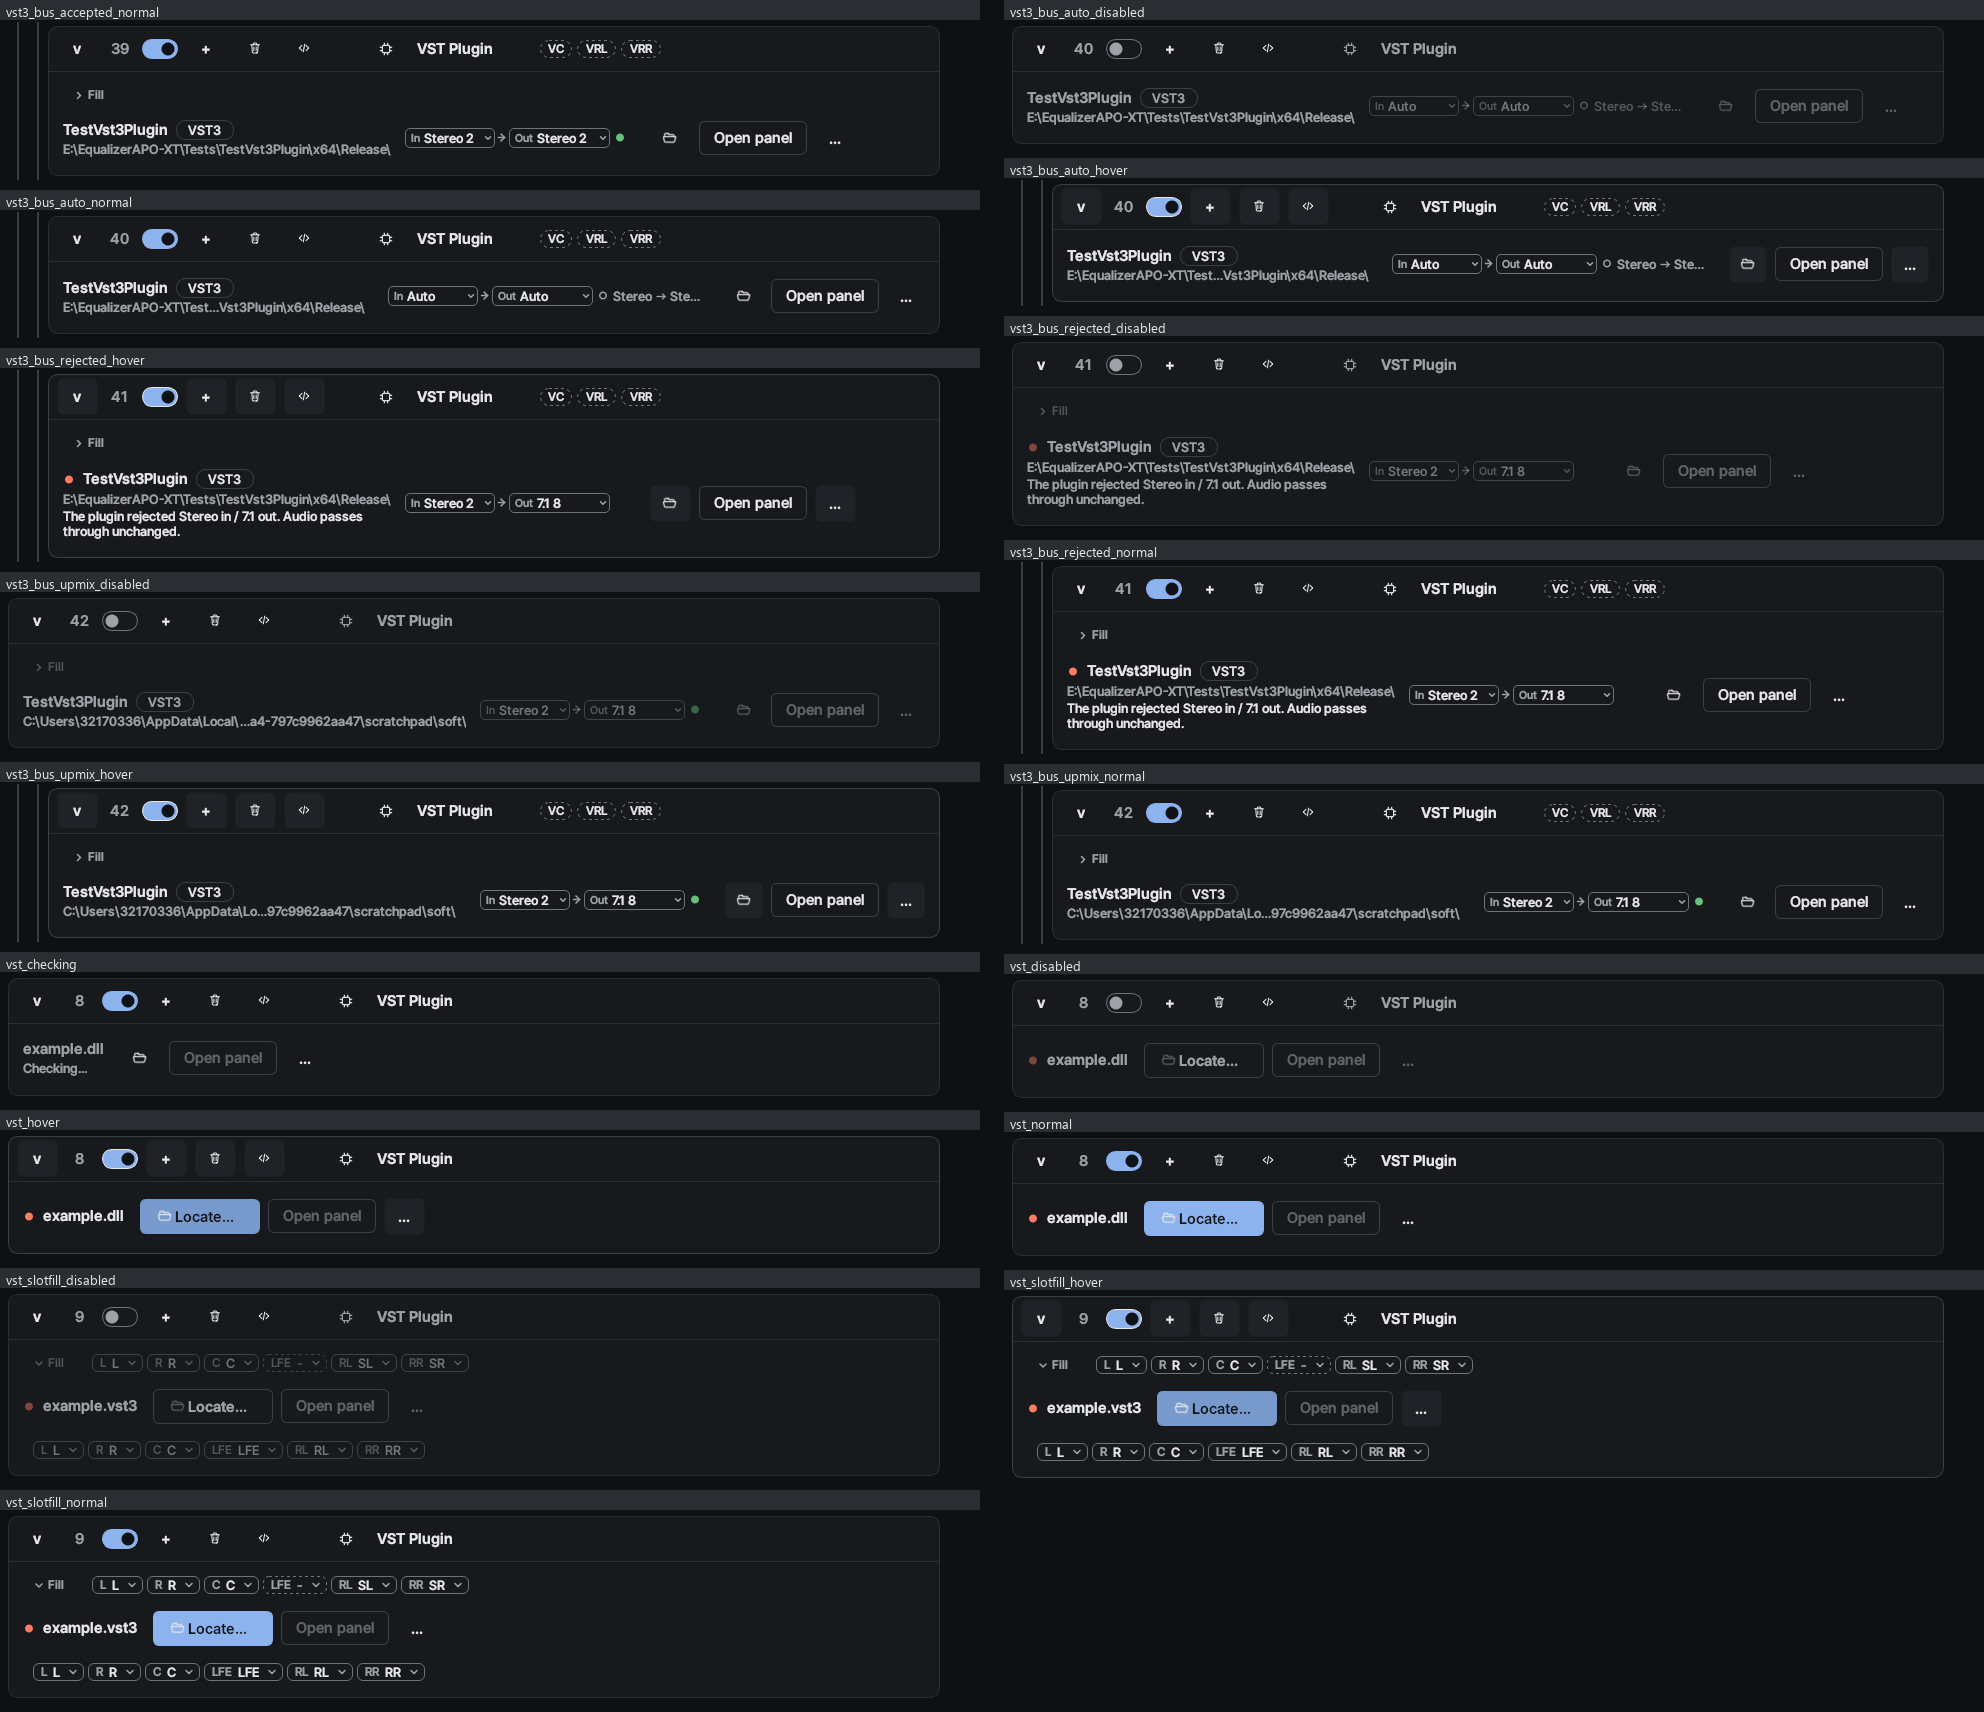 vst3_bus_accepted_normal
v 39 + </> VST Plugin VC VRL VRR
> Fill
TestVst3Plugin VST3
E:\EqualizerAPO-XT\Tests\TestVst3Plugin\x64\Release\
In Stereo 2 → Out Stereo 2 Open panel ...
vst3_bus_auto_normal
v 40 + </> VST Plugin VC VRL VRR
TestVst3Plugin VST3
E:\EqualizerAPO-XT\Test...Vst3Plugin\x64\Release\
In Auto → Out Auto Stereo → Ste... Open panel ...
vst3_bus_rejected_hover
v 41 + </> VST Plugin VC VRL VRR
> Fill
TestVst3Plugin VST3
E:\EqualizerAPO-XT\Tests\TestVst3Plugin\x64\Release\
The plugin rejected Stereo in / 7.1 out. Audio passes
through unchanged.
In Stereo 2 → Out 7.1 8 Open panel ...
vst3_bus_upmix_disabled
v 42 + </> VST Plugin
> Fill
TestVst3Plugin VST3
C:\Users\32170336\AppData\Local\...a4-797c9962aa47\scratchpad\soft\
In Stereo 2 → Out 7.1 8 Open panel ...
vst3_bus_upmix_hover
v 42 + </> VST Plugin VC VRL VRR
> Fill
TestVst3Plugin VST3
C:\Users\32170336\AppData\Lo...97c9962aa47\scratchpad\soft\
In Stereo 2 → Out 7.1 8 Open panel ...
vst_checking
v 8 + </> VST Plugin
example.dll
Checking...
Open panel ...
vst_hover
v 8 + </> VST Plugin
example.dll Locate... Open panel ...
vst_slotfill_disabled
v 9 + </> VST Plugin
Fill L L R R C C LFE - RL SL RR SR
example.vst3 Locate... Open panel ...
L L R R C C LFE LFE RL RL RR RR
vst_slotfill_normal
v 9 + </> VST Plugin
Fill L L R R C C LFE - RL SL RR SR
example.vst3 Locate... Open panel ...
L L R R C C LFE LFE RL RL RR RR
vst3_bus_auto_disabled
v 40 + </> VST Plugin
TestVst3Plugin VST3
E:\EqualizerAPO-XT\Tests\TestVst3Plugin\x64\Release\
In Auto → Out Auto Stereo → Ste... Open panel ...
vst3_bus_auto_hover
v 40 + </> VST Plugin VC VRL VRR
TestVst3Plugin VST3
E:\EqualizerAPO-XT\Test...Vst3Plugin\x64\Release\
In Auto → Out Auto Stereo → Ste... Open panel ...
vst3_bus_rejected_disabled
v 41 + </> VST Plugin
> Fill
TestVst3Plugin VST3
E:\EqualizerAPO-XT\Tests\TestVst3Plugin\x64\Release\
The plugin rejected Stereo in / 7.1 out. Audio passes
through unchanged.
In Stereo 2 → Out 7.1 8 Open panel ...
vst3_bus_rejected_normal
v 41 + </> VST Plugin VC VRL VRR
> Fill
TestVst3Plugin VST3
E:\EqualizerAPO-XT\Tests\TestVst3Plugin\x64\Release\
The plugin rejected Stereo in / 7.1 out. Audio passes
through unchanged.
In Stereo 2 → Out 7.1 8 Open panel ...
vst3_bus_upmix_normal
v 42 + </> VST Plugin VC VRL VRR
> Fill
TestVst3Plugin VST3
C:\Users\32170336\AppData\Lo...97c9962aa47\scratchpad\soft\
In Stereo 2 → Out 7.1 8 Open panel ...
vst_disabled
v 8 + </> VST Plugin
example.dll Locate... Open panel ...
vst_normal
v 8 + </> VST Plugin
example.dll Locate... Open panel ...
vst_slotfill_hover
v 9 + </> VST Plugin
Fill L L R R C C LFE - RL SL RR SR
example.vst3 Locate... Open panel ...
L L R R C C LFE LFE RL RL RR RR